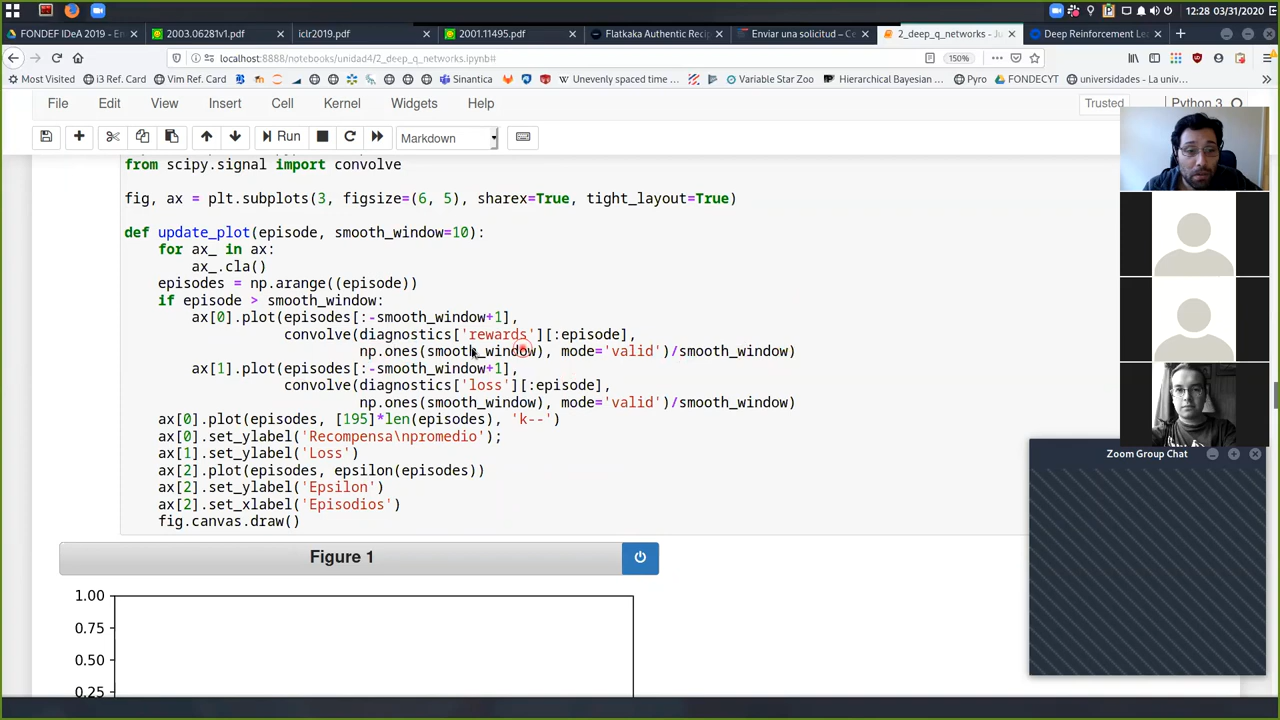 12:28 03/31/2020
FONDEF IDeA 2019 - En
2003.06281v1.pdf
iclr2019.pdf
2001.11495.pdf
Flatkaka Authentic Recip
Enviar una solicitud – Ce
2_deep_q_networks - Ju
Deep Reinforcement Le
localhost:8888/notebooks/unidad4/2_deep_q_networks.ipynb#
150%
Most Visited
i3 Ref. Card
Vim Ref. Card
Sinantica
Unevenly spaced time...
Variable Star Zoo
Hierarchical Bayesian ...
Pyro
FONDECYT
universidades - La univ...
File Edit View Insert Cell Kernel Widgets Help
Trusted
Python 3
Run
Markdown
from scipy.signal import convolve
fig, ax = plt.subplots(3, figsize=(6, 5), sharex=True, tight_layout=True)
def update_plot(episode, smooth_window=10):
for ax_ in ax:
ax_.cla()
episodes = np.arange((episode))
if episode > smooth_window:
ax[0].plot(episodes[:-smooth_window+1],
convolve(diagnostics['rewards'][:episode],
np.ones(smooth_window), mode='valid')/smooth_window)
ax[1].plot(episodes[:-smooth_window+1],
convolve(diagnostics['loss'][:episode],
np.ones(smooth_window), mode='valid')/smooth_window)
ax[0].plot(episodes, [195]*len(episodes), 'k--')
ax[0].set_ylabel('Recompensa\npromedio');
ax[1].set_ylabel('Loss')
ax[2].plot(episodes, epsilon(episodes))
ax[2].set_ylabel('Epsilon')
ax[2].set_xlabel('Episodios')
fig.canvas.draw()
Zoom Group Chat
Figure 1
1.00
0.75
0.50
0.25